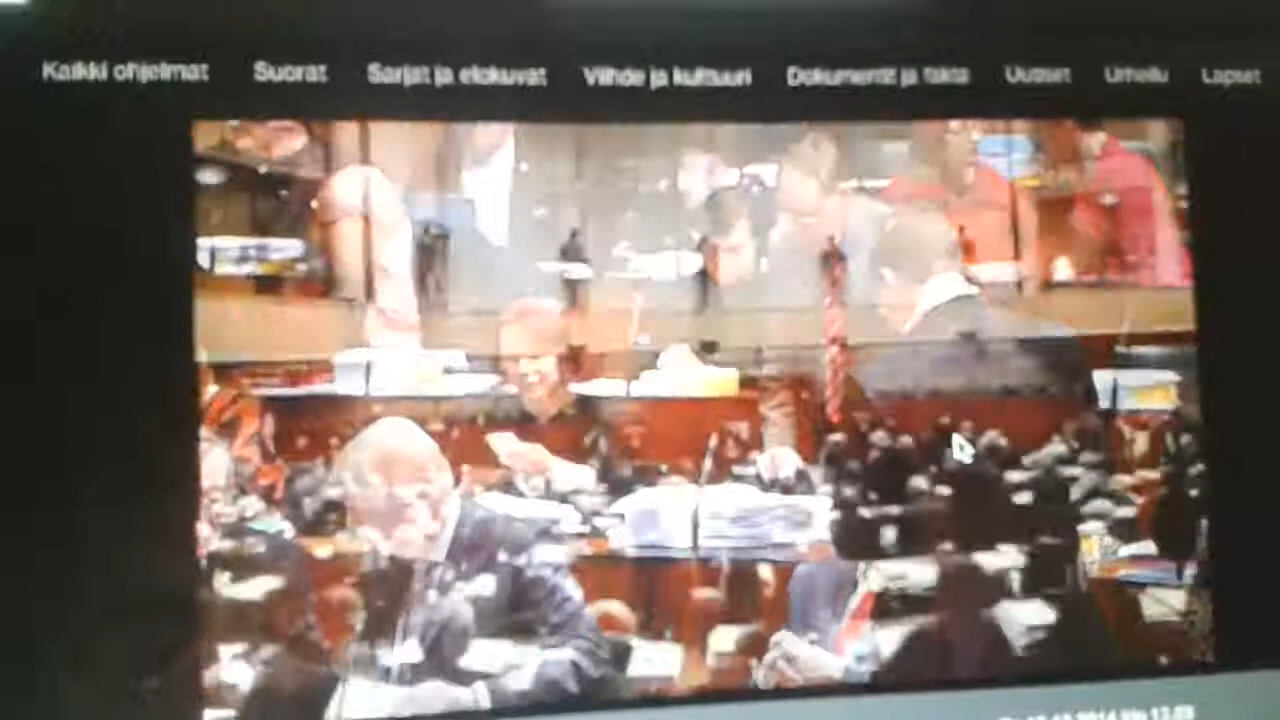 Kaikki ohjelmat Suorat Sarjat ja elokuvat Viihde ja kulttuuri Dokumentit ja fakta Uutiset Urheilu Lapset